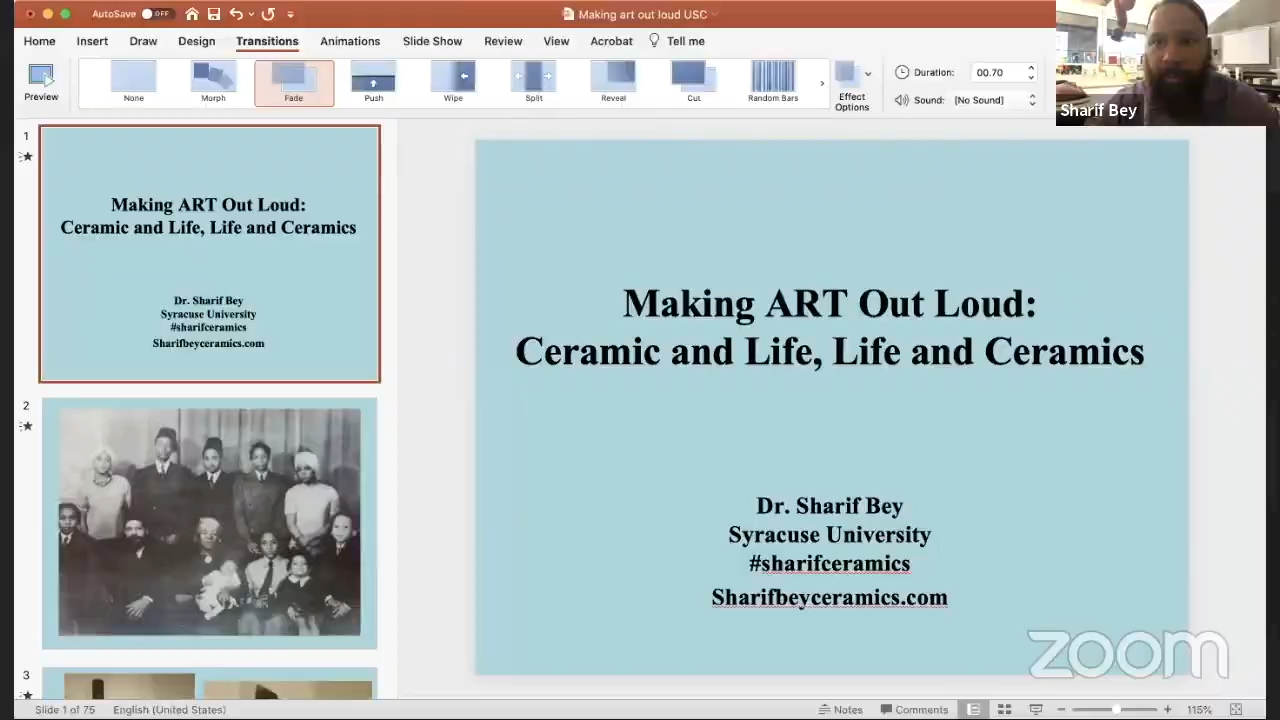 AutoSave OFF
Making art out loud USC
Home Insert Draw Design Transitions Animations Slide Show Review View Acrobat Tell me
Preview
None Morph Fade Push Wipe Split Reveal Cut Random Bars
Effect
Options
Duration: 00.70
Sound: [No Sound]
Sharif Bey
1
Making ART Out Loud:
Ceramic and Life, Life and Ceramics
Dr. Sharif Bey
Syracuse University
#sharifceramics
Sharifbeyceramics.com
2
3
Making ART Out Loud:
Ceramic and Life, Life and Ceramics
Dr. Sharif Bey
Syracuse University
#sharifceramics
Sharifbeyceramics.com
zoom
Slide 1 of 75 English (United States) Notes Comments 115%